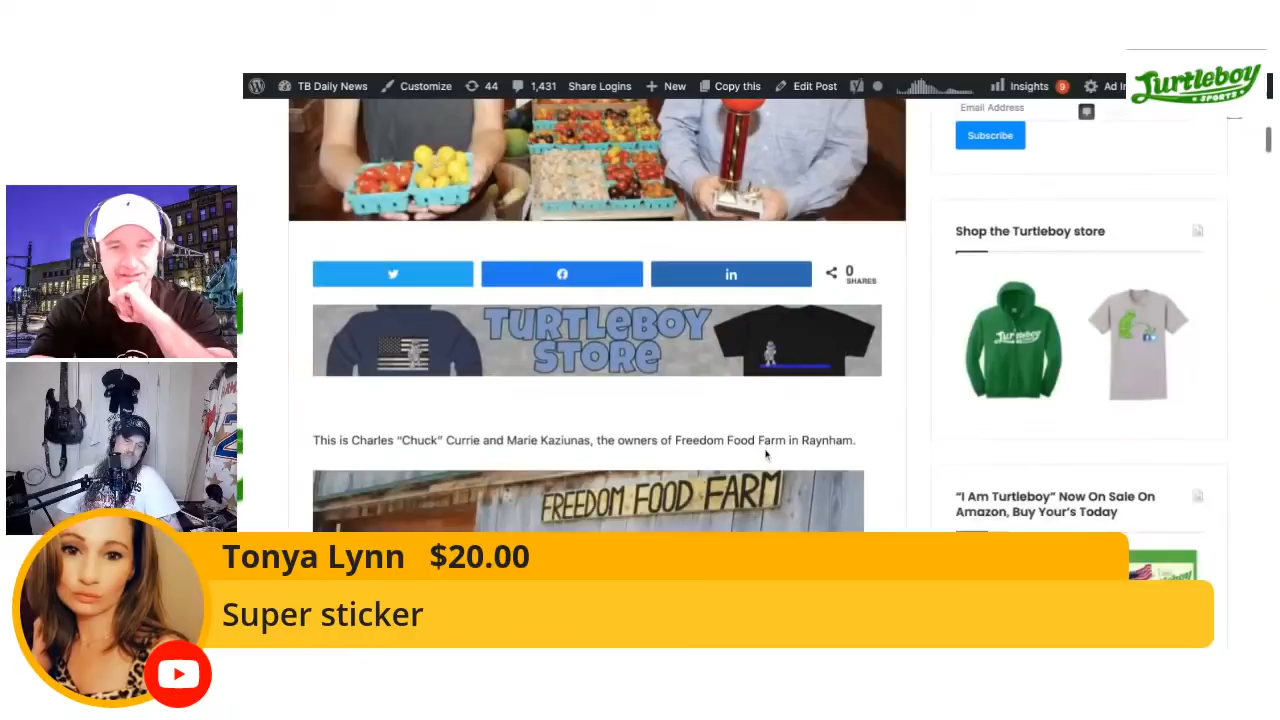 Turtleboy
SPORTS
TB Daily News Customize 44 1,431 Share Logins New Copy this Edit Post Insights 9 Ad In
Email Address
Subscribe
Shop the Turtleboy store
in 0
SHARES
TURTLEBOY
STORE
This is Charles “Chuck” Currie and Marie Kaziunas, the owners of Freedom Food Farm in Raynham.
FREEDOM FOOD FARM
“I Am Turtleboy” Now On Sale On
Amazon, Buy Your’s Today
Tonya Lynn $20.00
Super sticker